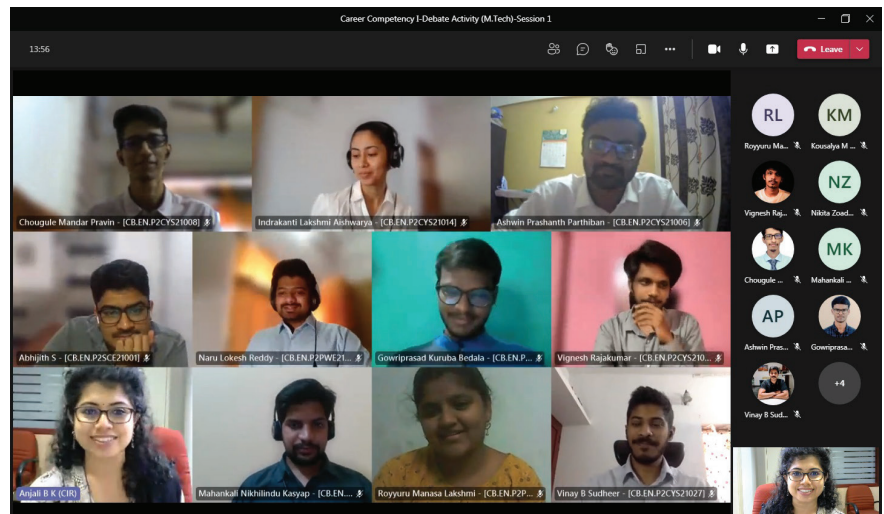 Career Competency I-Debate Activity (M.Tech)-Session 1
13:56
Leave
Chougule Mandar Pravin - [CB.EN.P2CYS21008]
Indrakanti Lakshmi Aishwarya - [CB.EN.P2CYS21014]
Ashwin Prashanth Parthiban - [CB.EN.P2CYS21006]
Abhijith S - [CB.EN.P2SCE21001]
Naru Lokesh Reddy - [CB.EN.P2PWE21...
Gowriprasad Kuruba Bedala - [CB.EN.P...
Vignesh Rajakumar - [CB.EN.P2CYS210...
Anjali B K (CIR)
Mahankali Nikhilindu Kasyap - [CB.EN....
Royyuru Manasa Lakshmi - [CB.EN.P2P...
Vinay B Sudheer - [CB.EN.P2CYS21027]
RL
KM
Royyuru Ma...
Kousalya M ...
NZ
Vignesh Raj...
Nikita Zoad...
MK
Chougule ...
Mahankali ...
AP
Ashwin Pras...
Gowriprasa...
+4
Vinay B Sud...